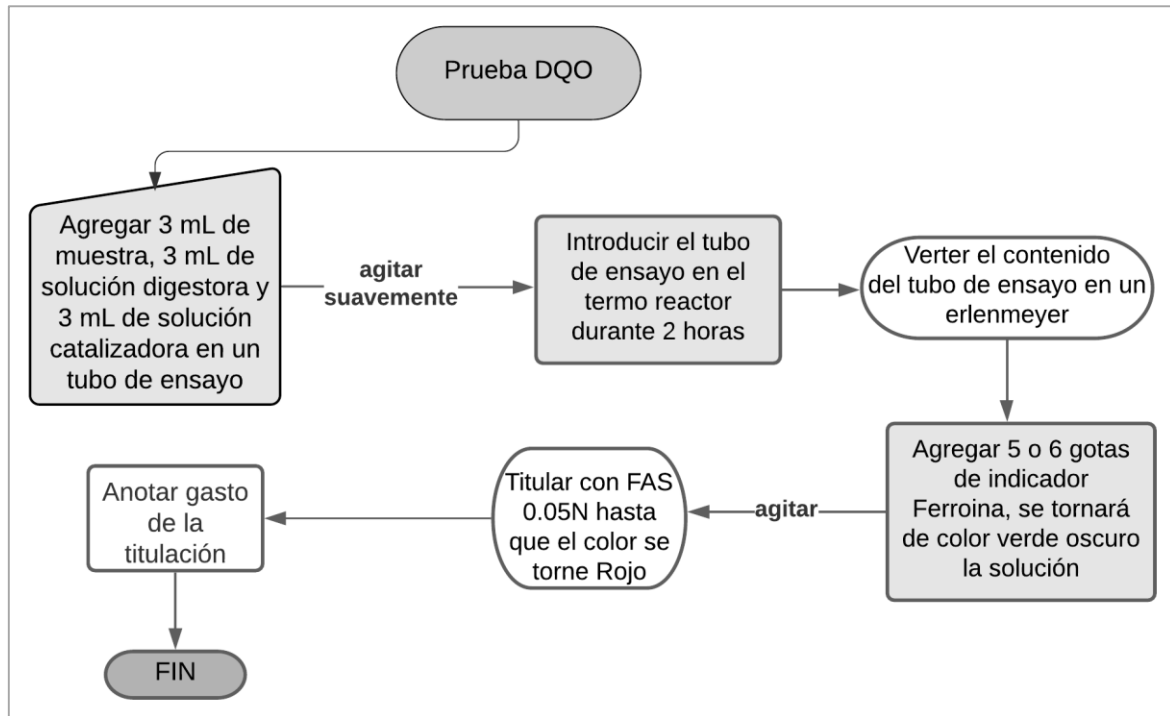 Prueba DQO
Agregar 3 mL de
muestra, 3 mL de
solución digestora y
3 mL de solución
catalizadora en un
tubo de ensayo
agitar
suavemente
Introducir el tubo
de ensayo en el
termo reactor
durante 2 horas
Verter el contenido
del tubo de ensayo en un
erlenmeyer
Agregar 5 o 6 gotas
de indicador
Ferroina, se tornará
de color verde oscuro
la solución
agitar
Titular con FAS
0.05N hasta
que el color se
torne Rojo
Anotar gasto
de la
titulación
FIN